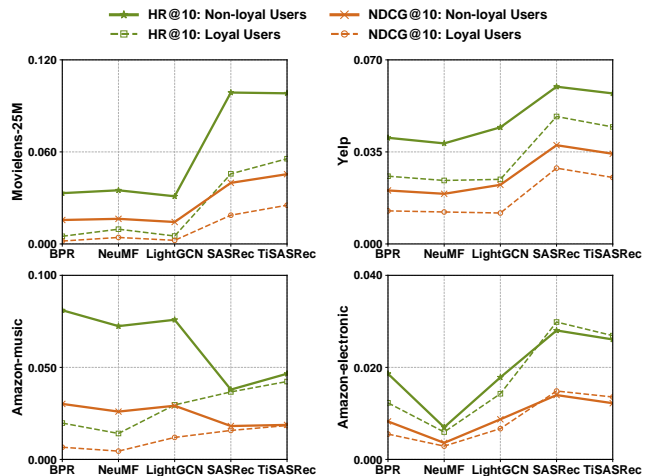 HR@10: Non-loyal Users NDCG@10: Non-loyal Users
HR@10: Loyal Users NDCG@10: Loyal Users
Movielens-25M
0.120
0.060
0.000
BPR NeuMF LightGCN SASRec TiSASRec
Yelp
0.070
0.035
0.000
BPR NeuMF LightGCN SASRec TiSASRec
Amazon-music
0.100
0.050
0.000
BPR NeuMF LightGCN SASRec TiSASRec
Amazon-electronic
0.040
0.020
0.000
BPR NeuMF LightGCN SASRec TiSASRec